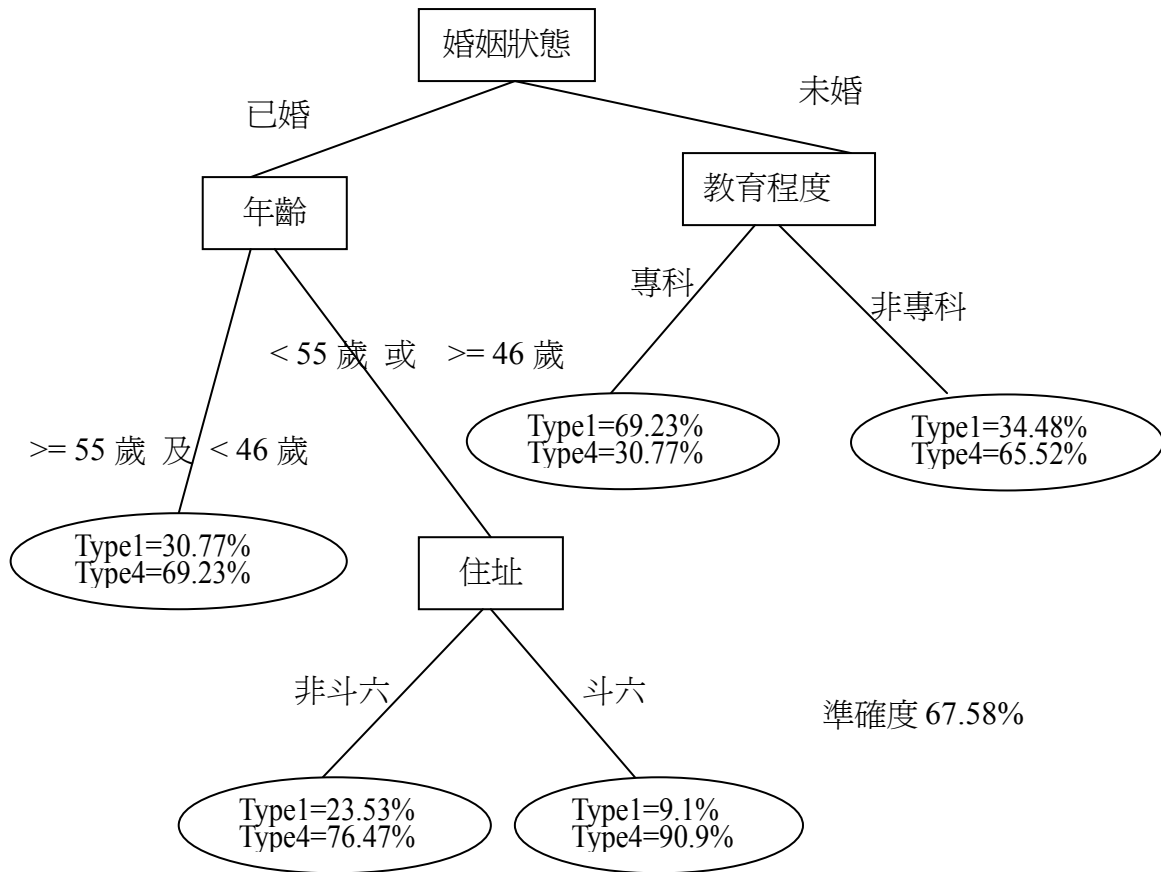 婚姻狀態
已婚
未婚
年齡
教育程度
專科
非專科
< 55 歲 或 >= 46 歲
>= 55 歲 及 < 46 歲
Type1=69.23%
Type4=30.77%
Type1=34.48%
Type4=65.52%
Type1=30.77%
Type4=69.23%
住址
非斗六
斗六
準確度 67.58%
Type1=23.53%
Type4=76.47%
Type1=9.1%
Type4=90.9%